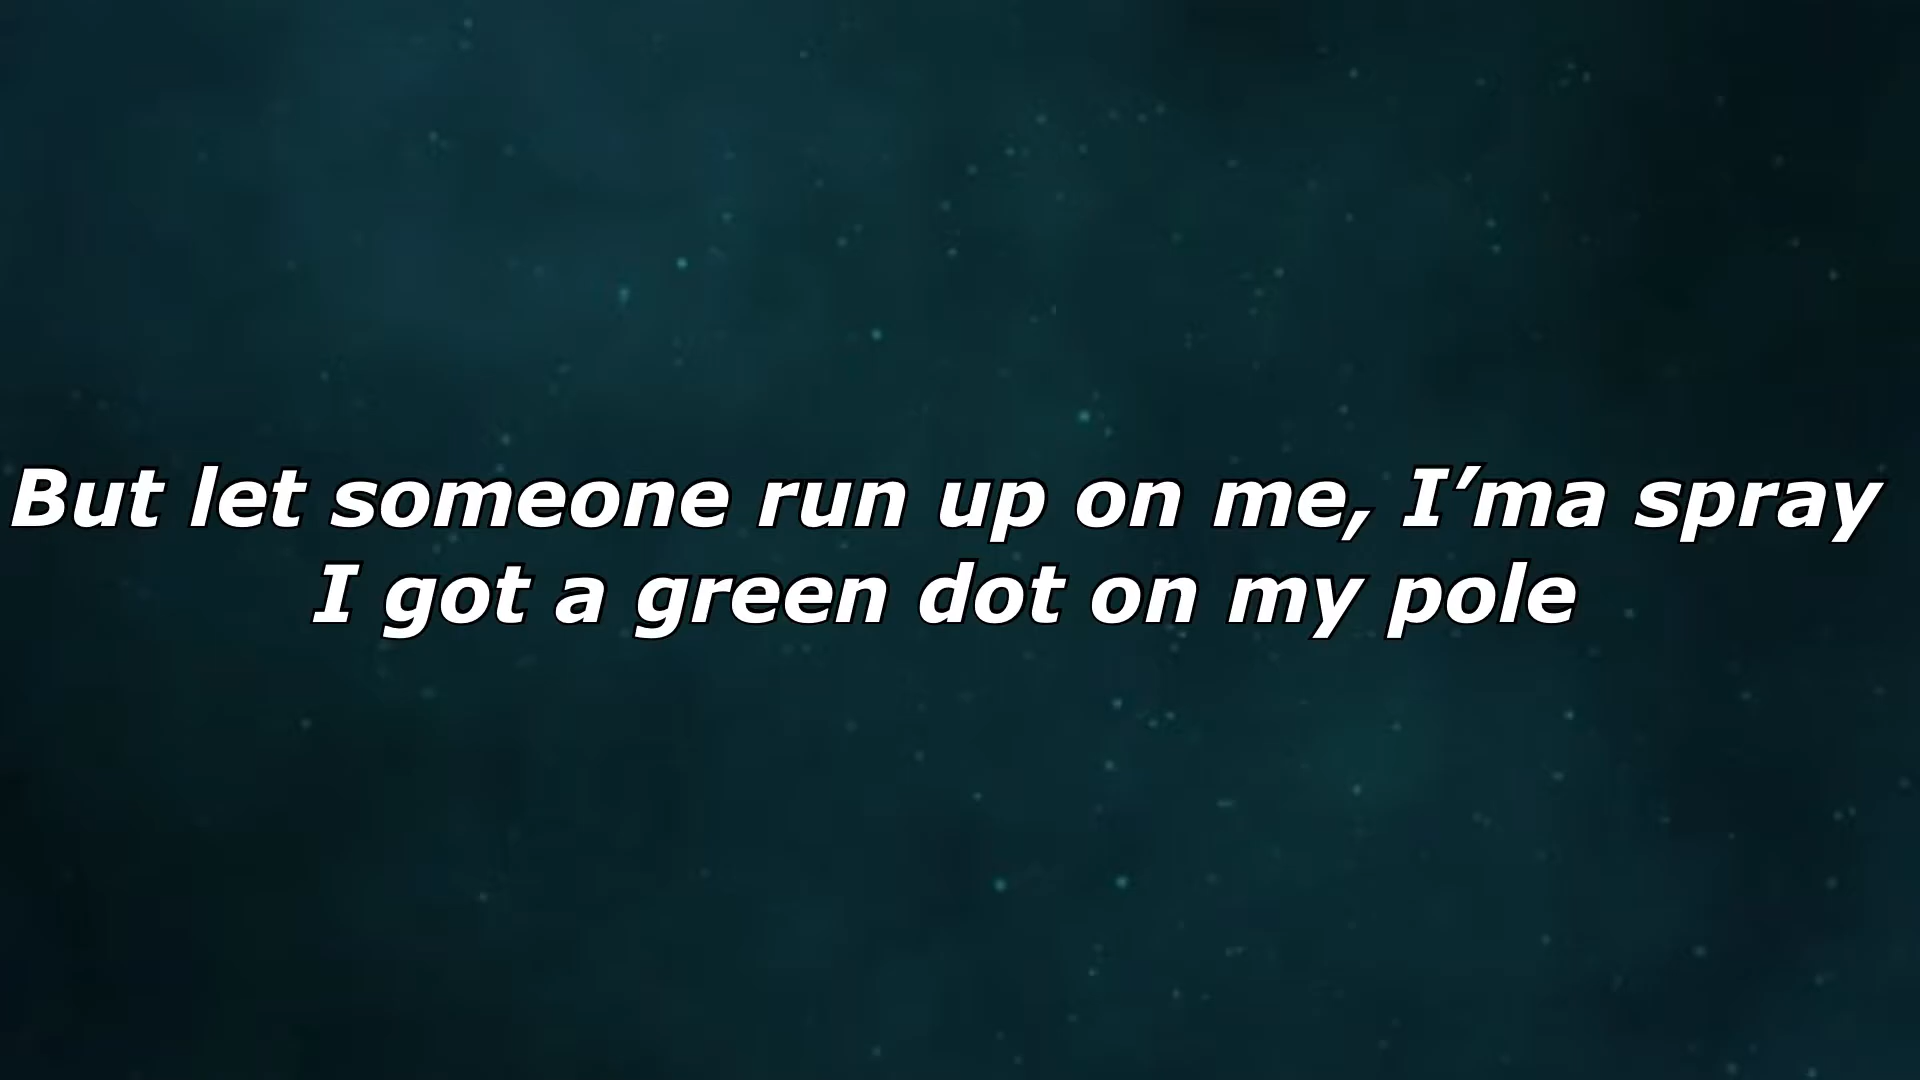 But let someone run up on me, I’ma spray
I got a green dot on my pole